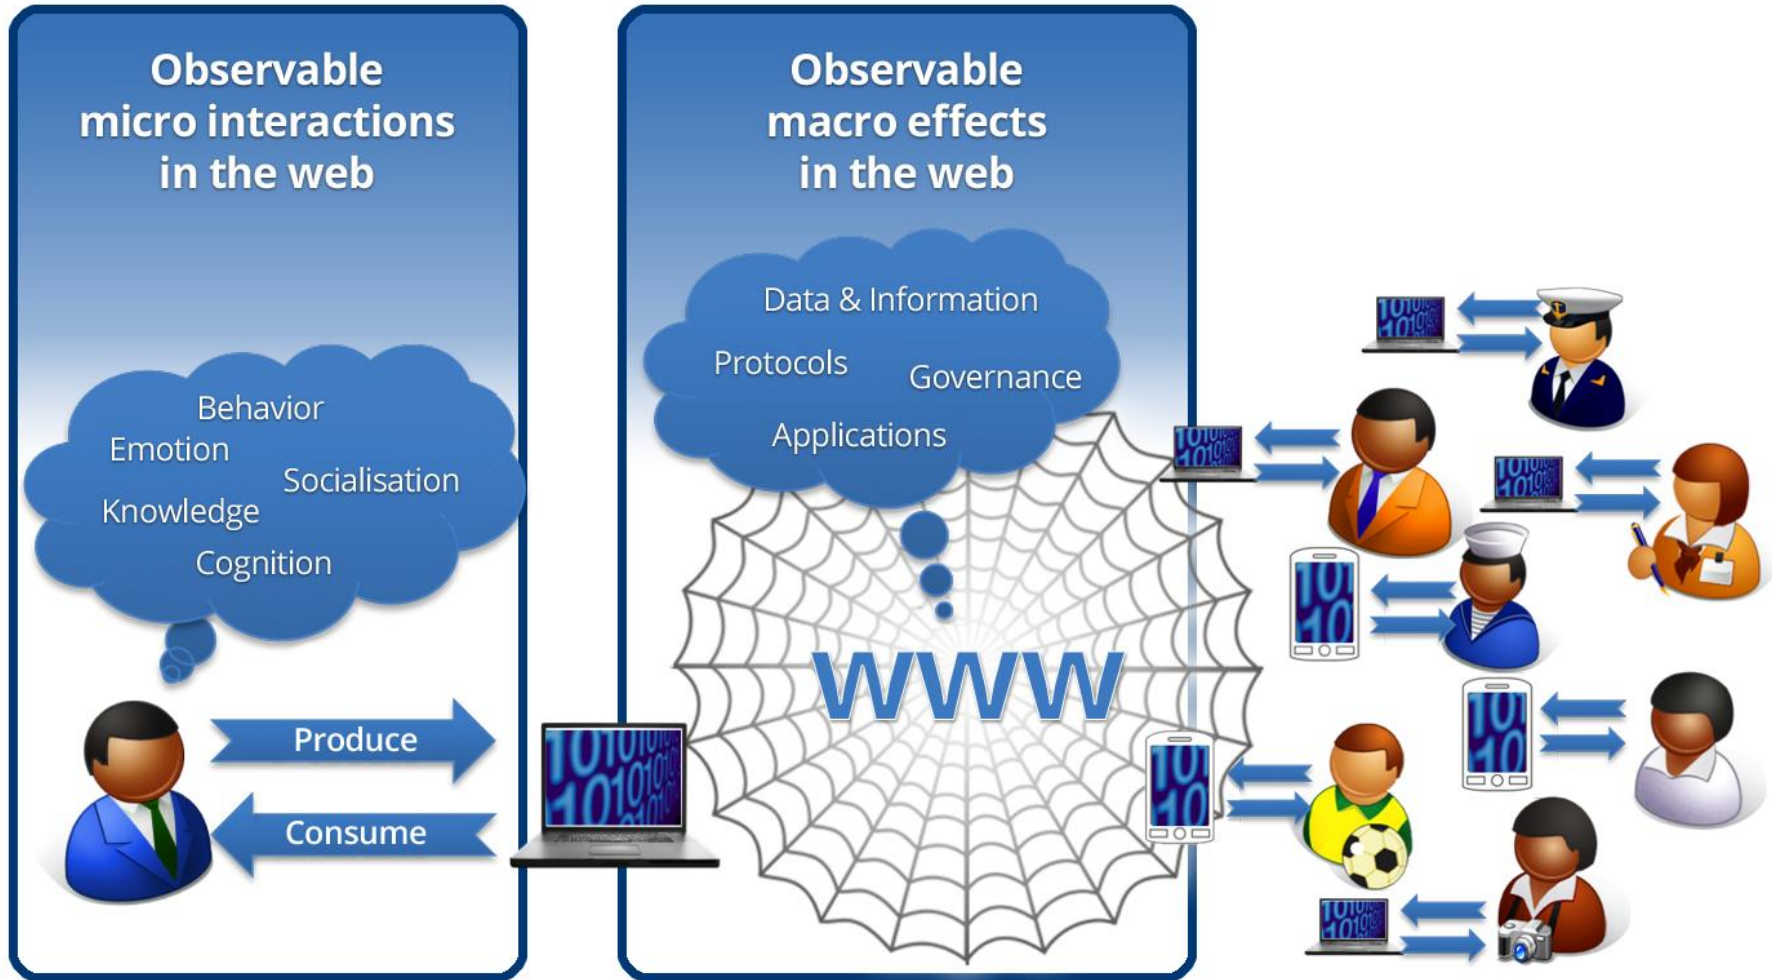 Observable
micro interactions
in the web
Behavior
Emotion
Socialisation
Knowledge
Cognition
Produce
Consume
Observable
macro effects
in the web
Data & Information
Protocols
Governance
Applications
WWW